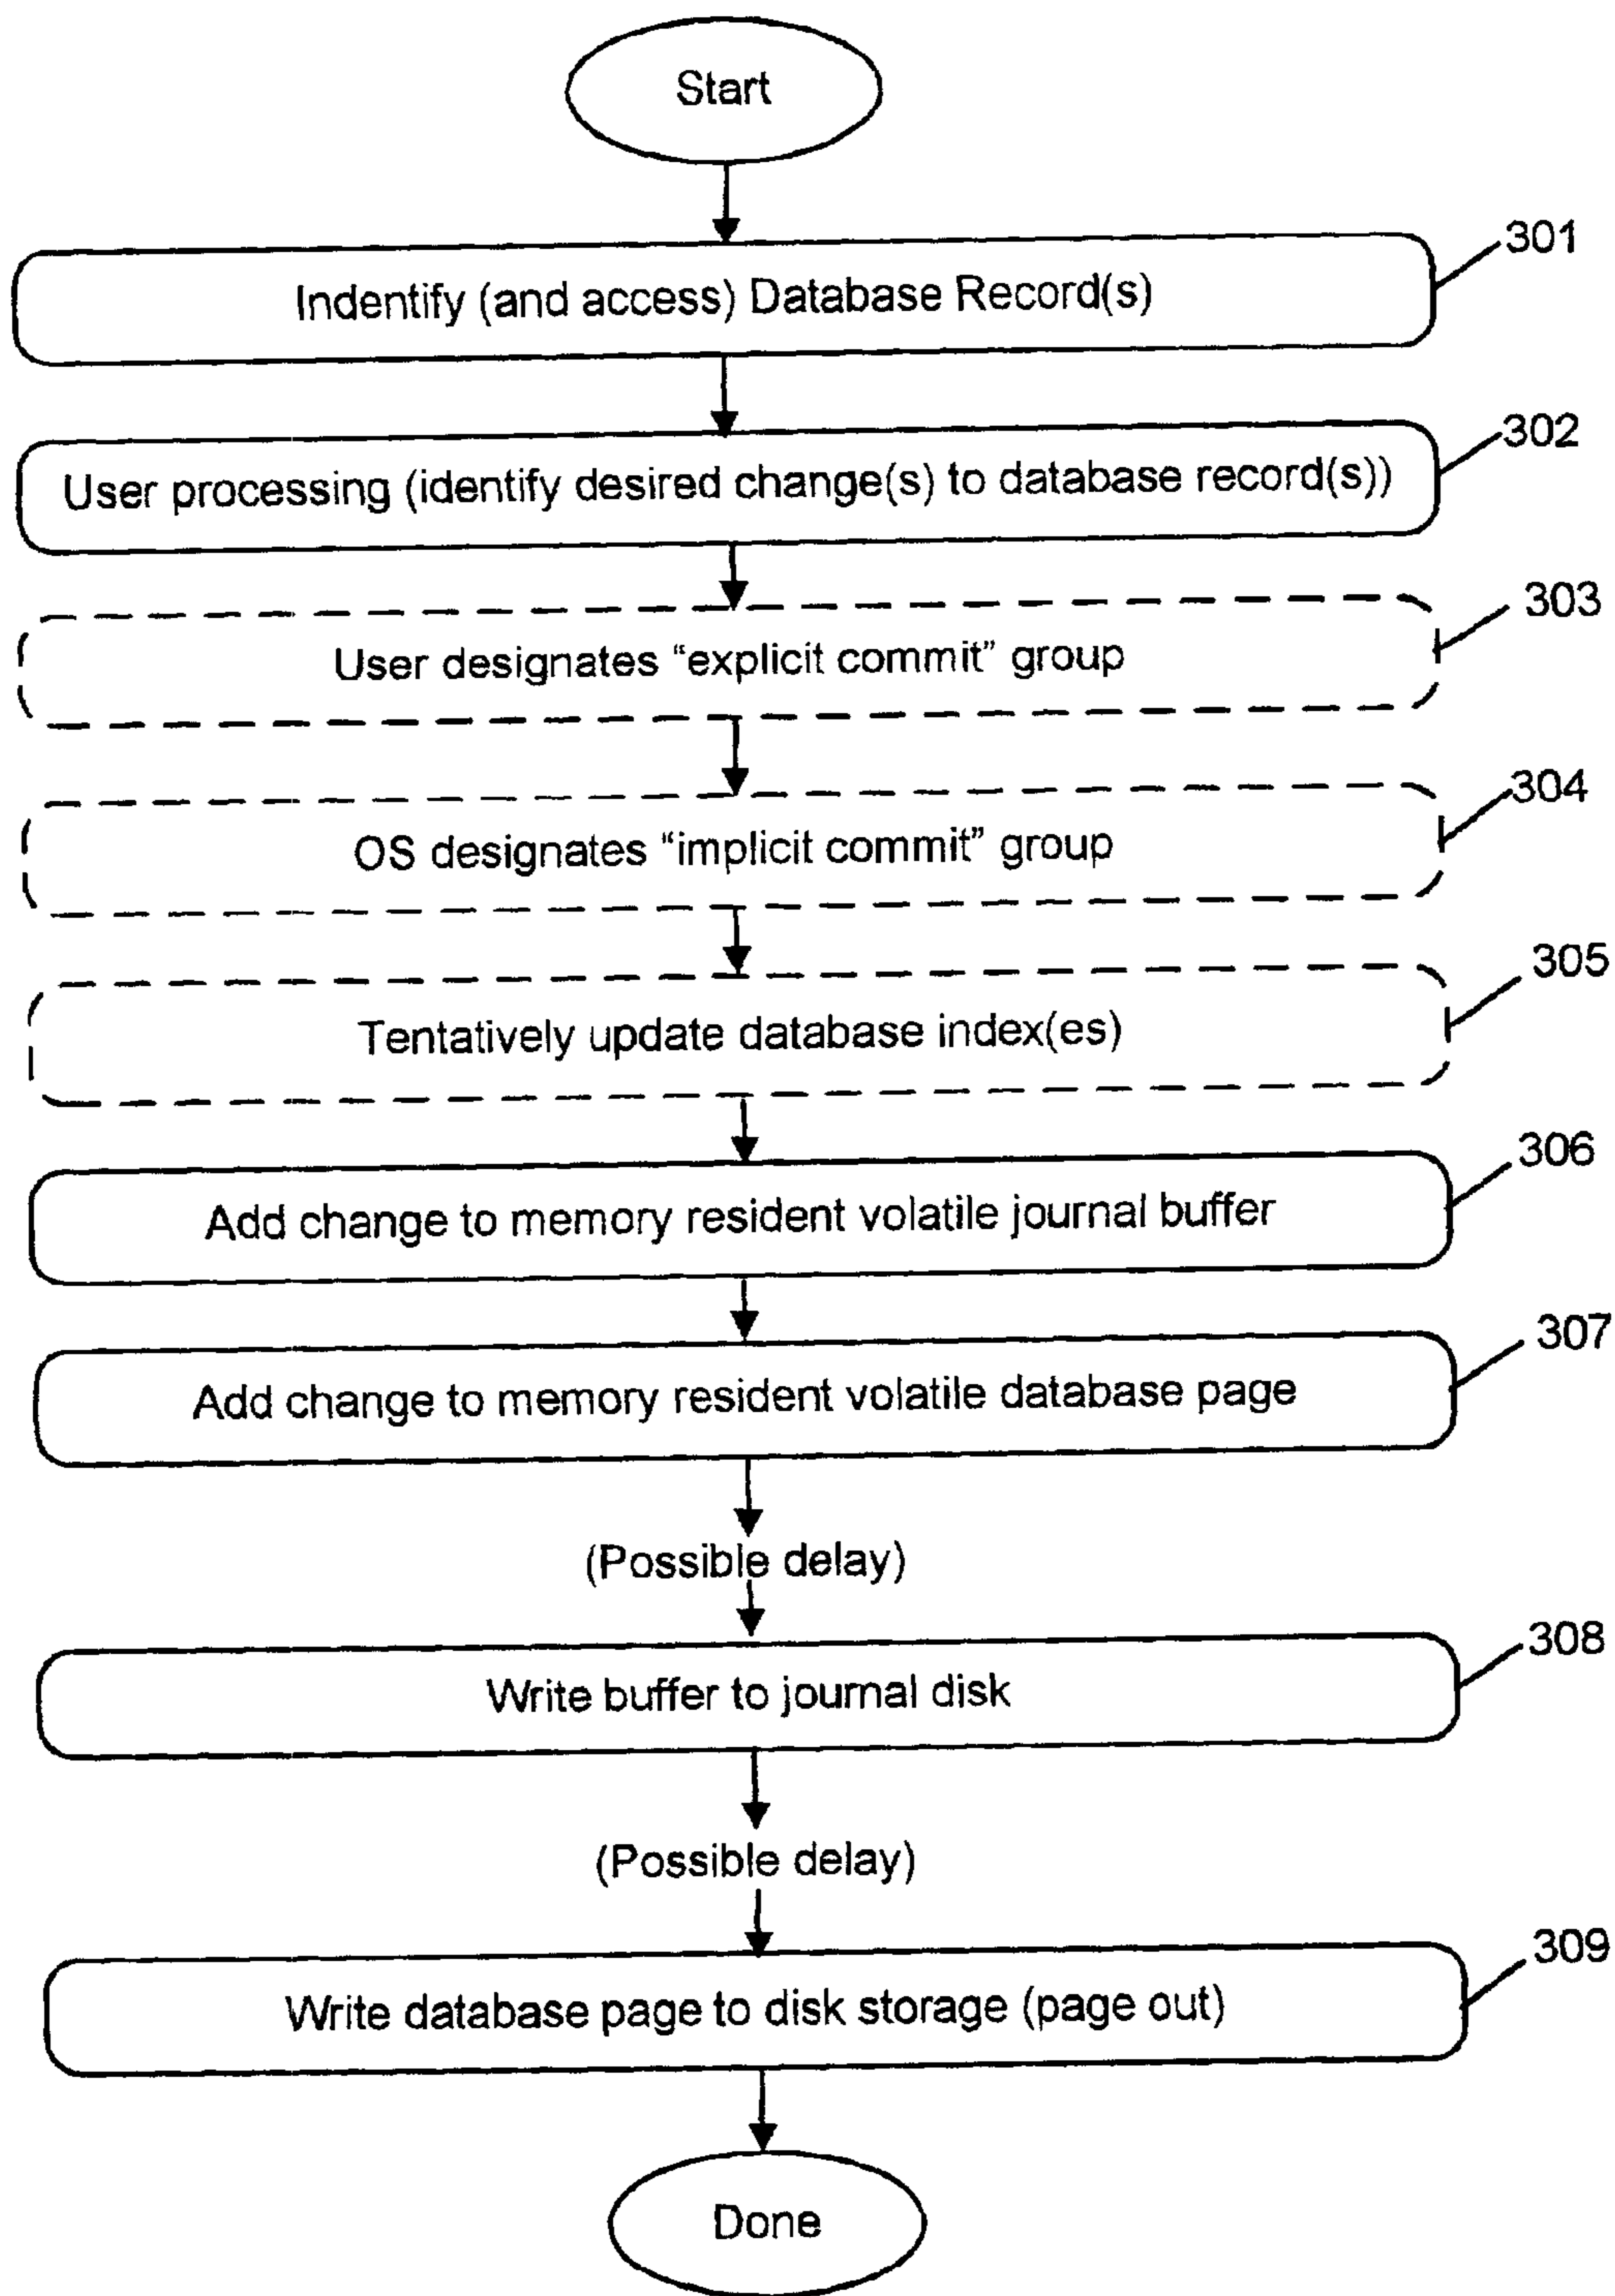 Start
301
Indentify (and access) Database Record(s)
302
User processing (identify desired change(s) to database record(s))
303
User designates “explicit commit” group
304
OS designates “implicit commit” group
305
Tentatively update database index(es)
306
Add change to memory resident volatile journal buffer
307
Add change to memory resident volatile database page
(Possible delay)
308
Write buffer to journal disk
(Possible delay)
309
Write database page to disk storage (page out)
Done